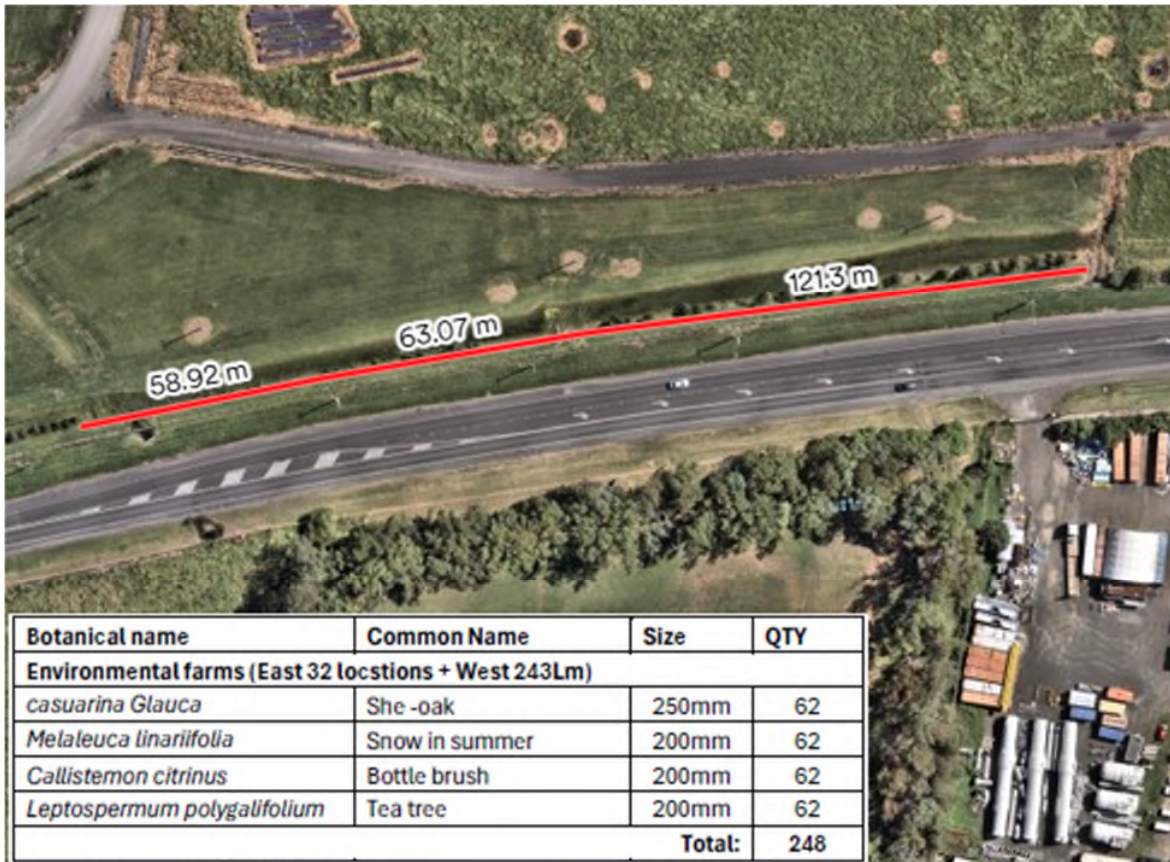 121.3 m
63.07 m
58.92 m
Botanical name Common Name Size QTY
Environmental farms (East 32 locstions + West 243Lm)
casuarina Glauca She -oak 250mm 62
Melaleuca linariifolia Snow in summer 200mm 62
Callistemon citrinus Bottle brush 200mm 62
Leptospermum polygalifolium Tea tree 200mm 62
Total: 248